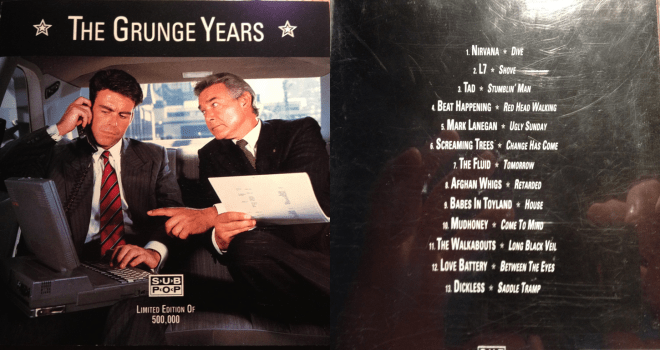 THE GRUNGE YEARS
SUB
POP
LIMITED EDITION OF
500,000
1. NIRVANA ★ DIVE
2. L7 ★ SHOVE
3. TAD ★ STUMBLIN' MAN
4. BEAT HAPPENING ★ RED HEAD WALKING
5. MARK LANEGAN ★ UGLY SUNDAY
6. SCREAMING TREES ★ CHANGE HAS COME
7. THE FLUID ★ TOMORROW
8. AFGHAN WHIGS ★ RETARDED
9. BABES IN TOYLAND ★ HOUSE
10. MUDHONEY ★ COME TO MIND
11. THE WALKABOUTS ★ LONG BLACK VEIL
12. LOVE BATTERY ★ BETWEEN THE EYES
13. DICKLESS ★ SADDLE TRAMP
SUB